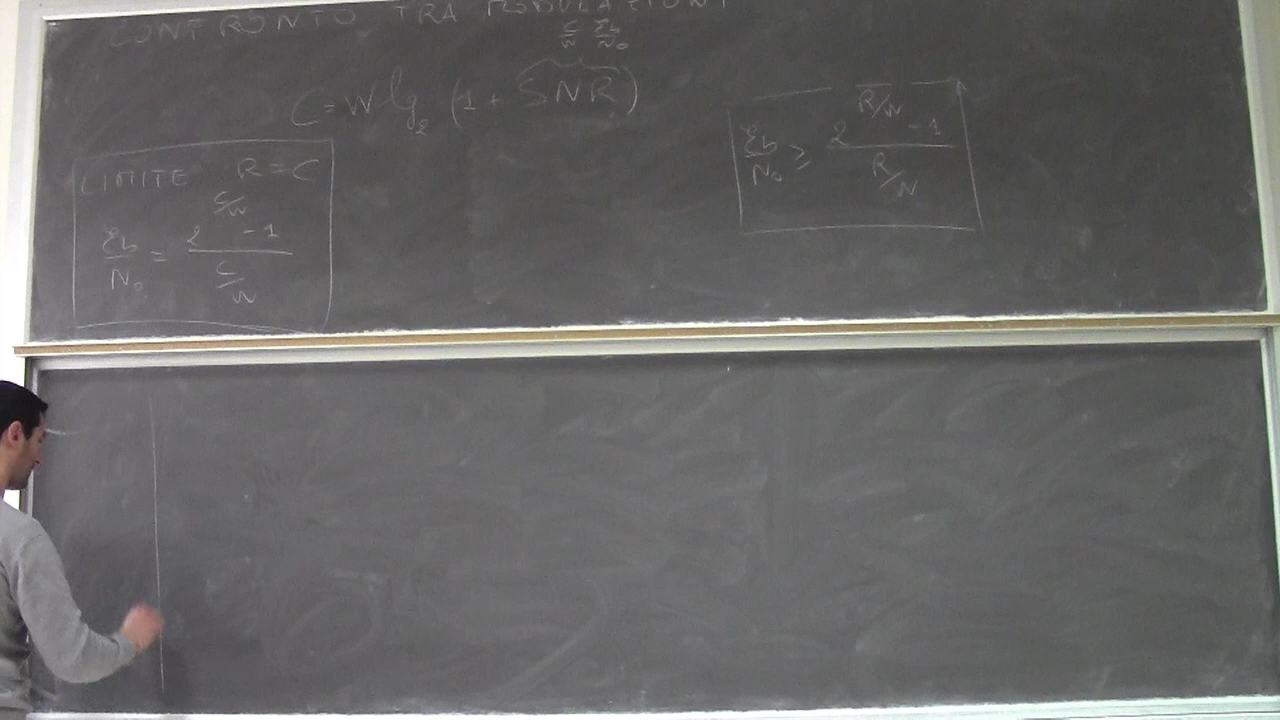 CONFRONTO TRA MODULAZIONI
C/W Eb/N₀
C = W lg₂ (1 + SNR)
LIMITE R = C
Eb/N₀ = (2^(C/W) - 1) / (C/W)
Eb/N₀ ≥ (2^(R/W) - 1) / (R/W)